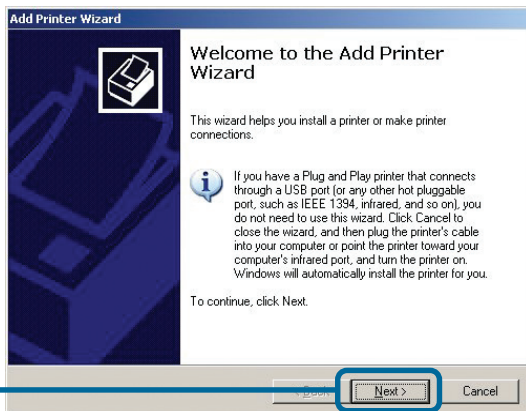 Add Printer Wizard
Welcome to the Add Printer
Wizard
This wizard helps you install a printer or make printer
connections.
If you have a Plug and Play printer that connects
through a USB port (or any other hot pluggable
port, such as IEEE 1394, infrared, and so on), you
do not need to use this wizard. Click Cancel to
close the wizard, and then plug the printer's cable
into your computer or point the printer toward your
computer's infrared port, and turn the printer on.
Windows will automatically install the printer for you.
To continue, click Next.
< Back Next > Cancel